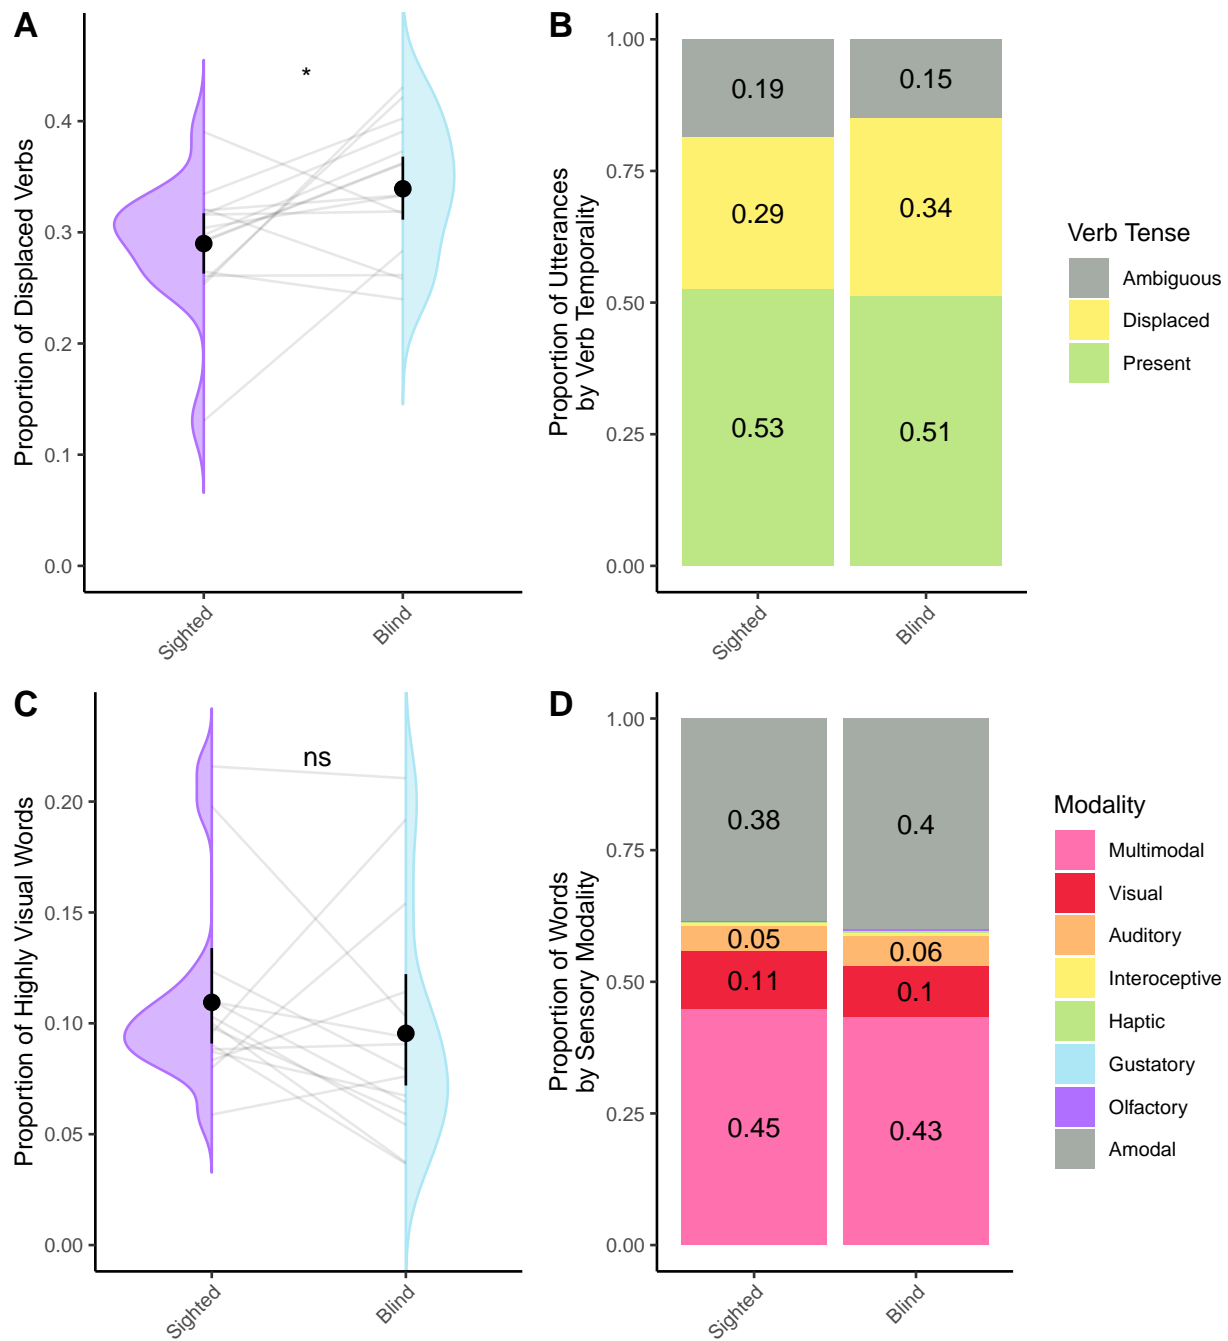 A
*
Proportion of Displaced Verbs
0.4
0.3
0.2
0.1
0.0
Sighted
Blind
B
Proportion of Utterances
by Verb Temporality
1.00
0.75
0.50
0.25
0.00
0.19
0.15
0.29
0.34
0.53
0.51
Sighted
Blind
Verb Tense
Ambiguous
Displaced
Present
C
ns
Proportion of Highly Visual Words
0.20
0.15
0.10
0.05
0.00
Sighted
Blind
D
Proportion of Words
by Sensory Modality
1.00
0.75
0.50
0.25
0.00
0.38
0.4
0.05
0.06
0.11
0.1
0.45
0.43
Sighted
Blind
Modality
Multimodal
Visual
Auditory
Interoceptive
Haptic
Gustatory
Olfactory
Amodal